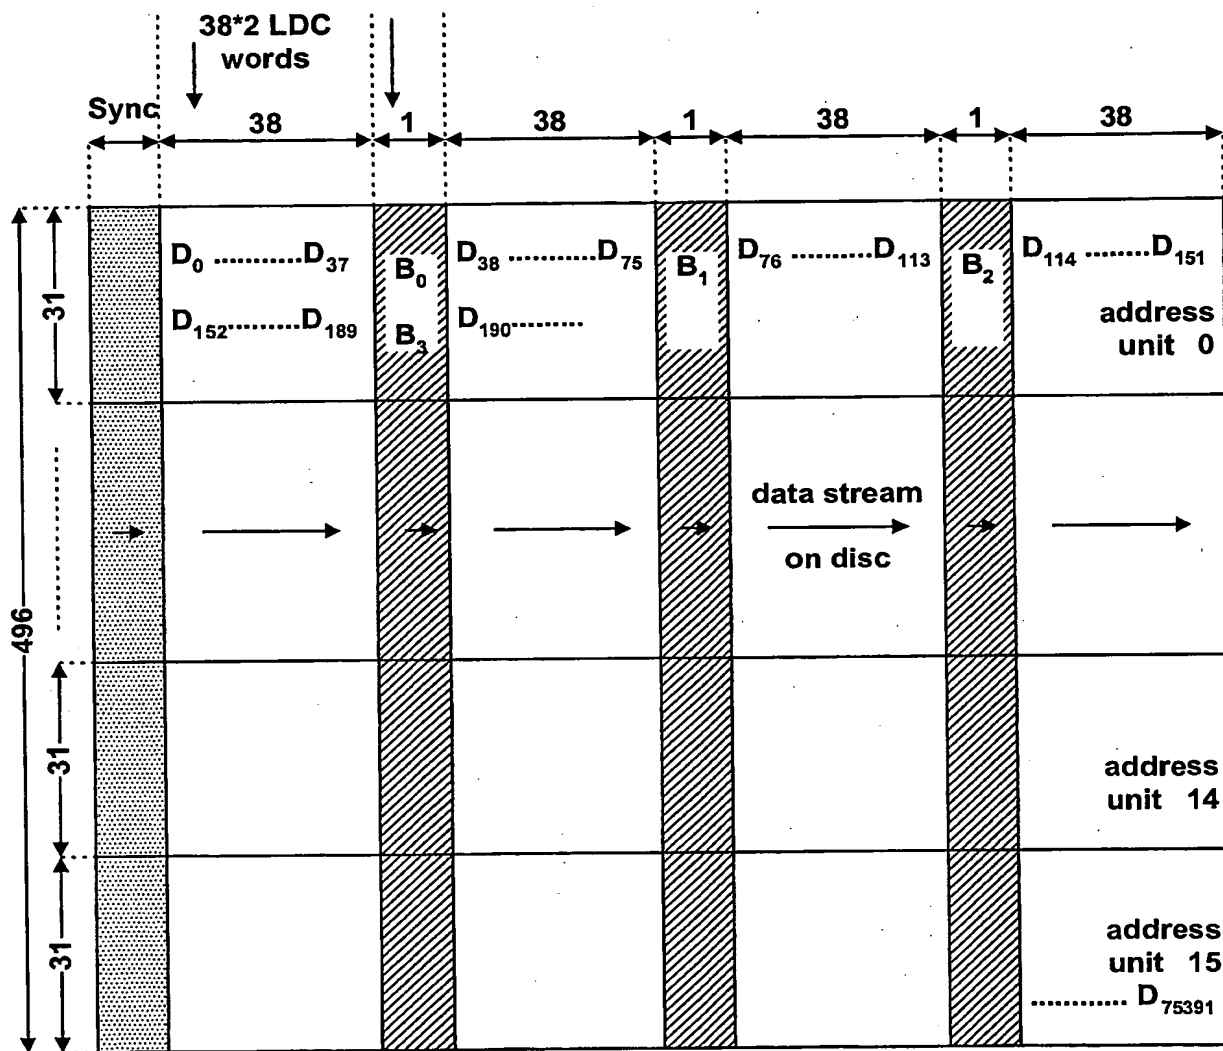 38*2 LDC
words
Sync 38 1 38 1 38 1 38
D0 ..........D37 B0 D38 .........D75 B1 D76 .........D113 B2 D114 .......D151
31
D152..........D189 B3 D190...........
address
unit 0
data stream
on disc
496
31
address
unit 14
31
address
unit 15
............ D75391